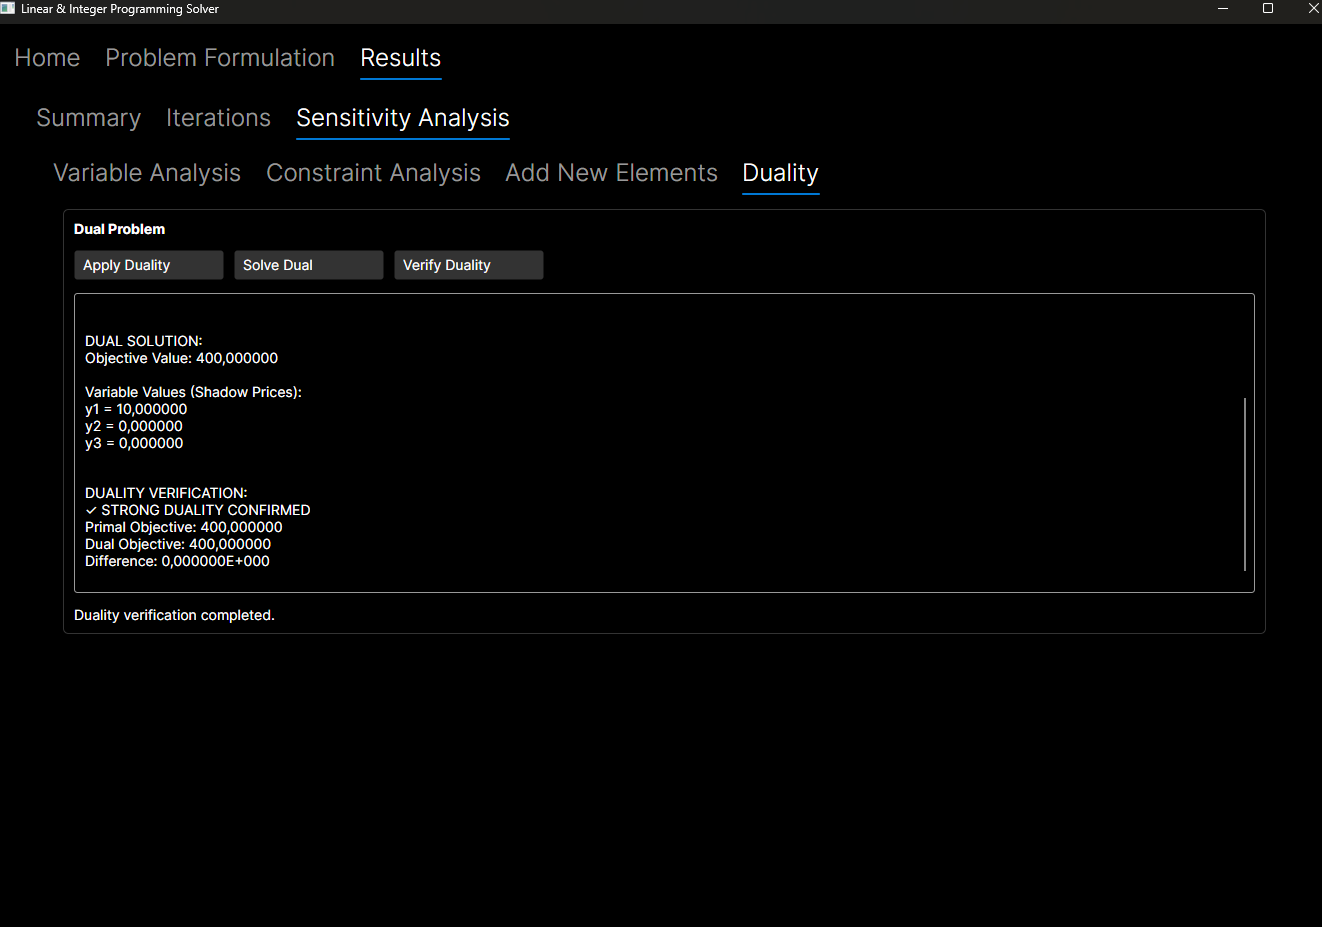 Linear & Integer Programming Solver
Home Problem Formulation Results
Summary Iterations Sensitivity Analysis
Variable Analysis Constraint Analysis Add New Elements Duality
Dual Problem
Apply Duality Solve Dual Verify Duality
DUAL SOLUTION:
Objective Value: 400,000000
Variable Values (Shadow Prices):
y1 = 10,000000
y2 = 0,000000
y3 = 0,000000
DUALITY VERIFICATION:
✓ STRONG DUALITY CONFIRMED
Primal Objective: 400,000000
Dual Objective: 400,000000
Difference: 0,000000E+000
Duality verification completed.